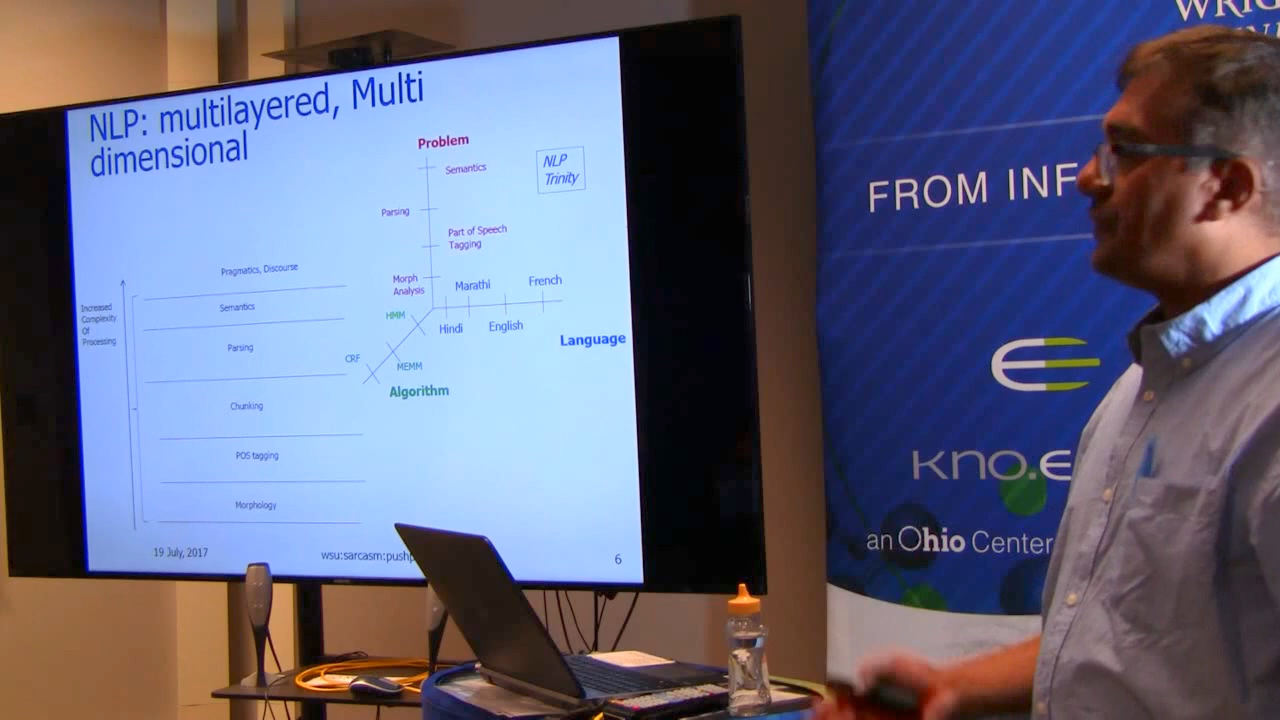 NLP: multilayered, Multi
dimensional
Problem
Semantics
NLP
Trinity
Parsing
Part of Speech
Tagging
Morph
Analysis
Marathi
French
HMM
Hindi
English
Language
CRF
MEMM
Algorithm
Increased
Complexity
Of
Processing
Pragmatics, Discourse
Semantics
Parsing
Chunking
POS tagging
Morphology
19 July, 2017
wsu:sarcasm:pushp
6
WRIG
FROM INF
kno.e
an Ohio Center